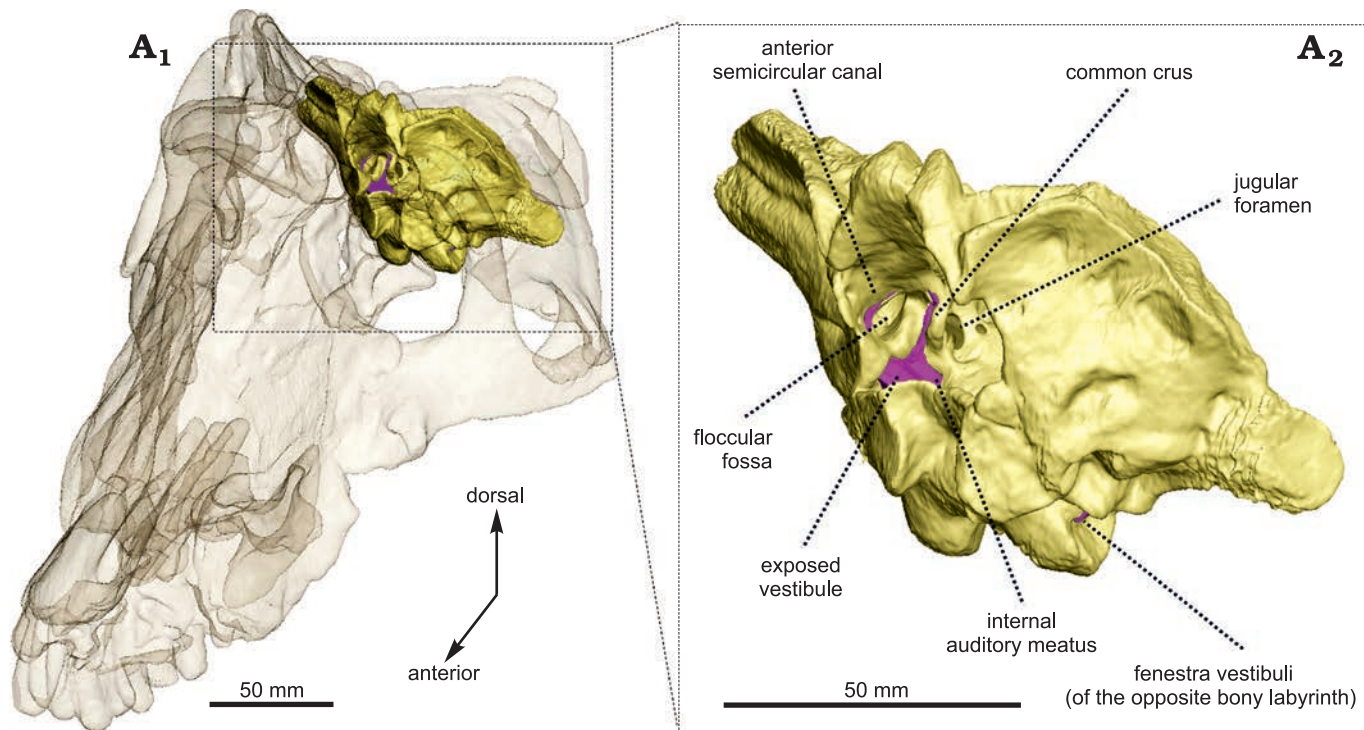 A1
dorsal
anterior
50 mm
A2
anterior
semicircular canal
common crus
jugular
foramen
floccular
fossa
exposed
vestibule
internal
auditory meatus
fenestra vestibuli
(of the opposite bony labyrinth)
50 mm